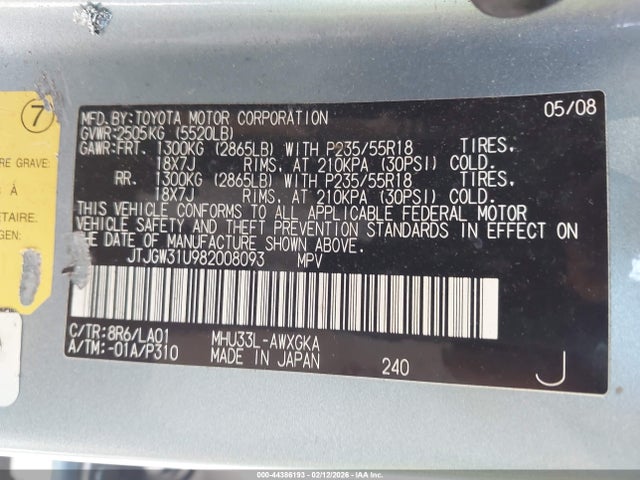 7
RE GRAVE:
S À
ETAIRE.
NGEN:
MFD.BY:TOYOTA MOTOR CORPORATION 05/08
GVWR:2505KG (5520LB)
GAWR:FRT. 1300KG (2865LB) WITH P235/55R18 TIRES,
18X7J RIMS, AT 210KPA (30PSI) COLD.
RR. 1300KG (2865LB) WITH P235/55R18 TIRES,
18X7J RIMS, AT 210KPA (30PSI) COLD.
THIS VEHICLE CONFORMS TO ALL APPLICABLE FEDERAL MOTOR
VEHICLE SAFETY AND THEFT PREVENTION STANDARDS IN EFFECT ON
THE DATE OF MANUFACTURE SHOWN ABOVE.
JTJGW31U982008093 MPV
C/TR:8R6/LA01 MHU33L-AWXGKA
A/TM:-01A/P310 MADE IN JAPAN 240 J
000-44386193 - 02/12/2026 - IAAI.CA